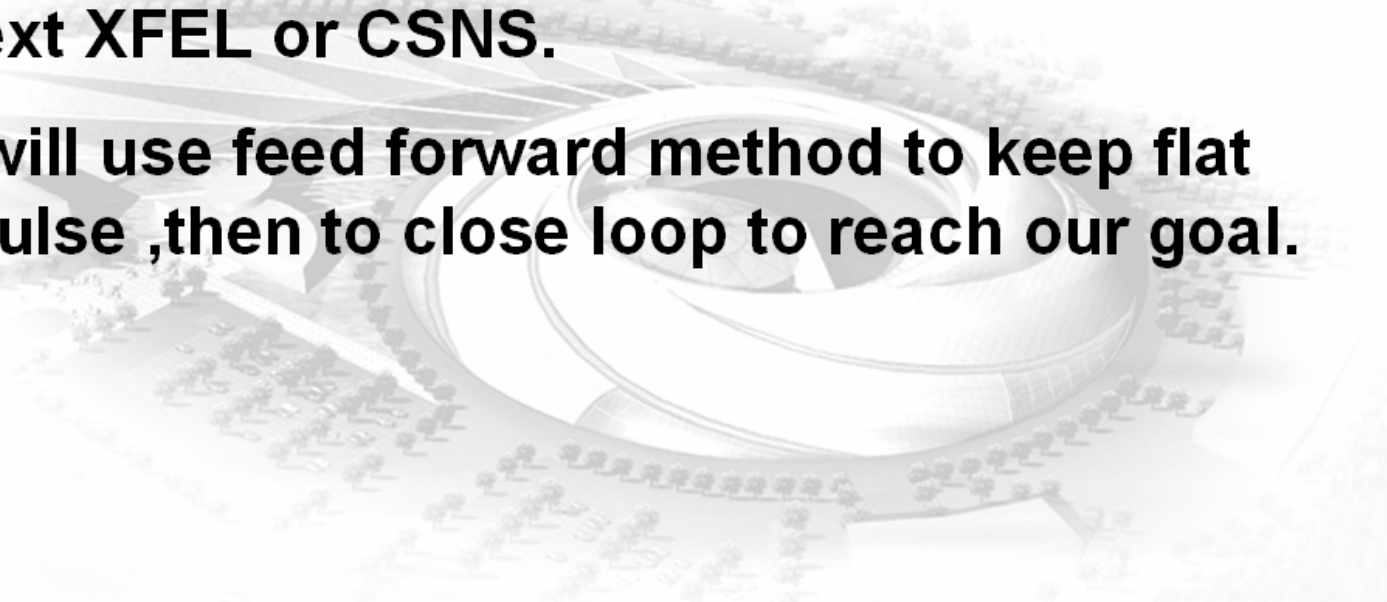 ext XFEL or CSNS.
will use feed forward method to keep flat
ulse ,then to close loop to reach our goal.